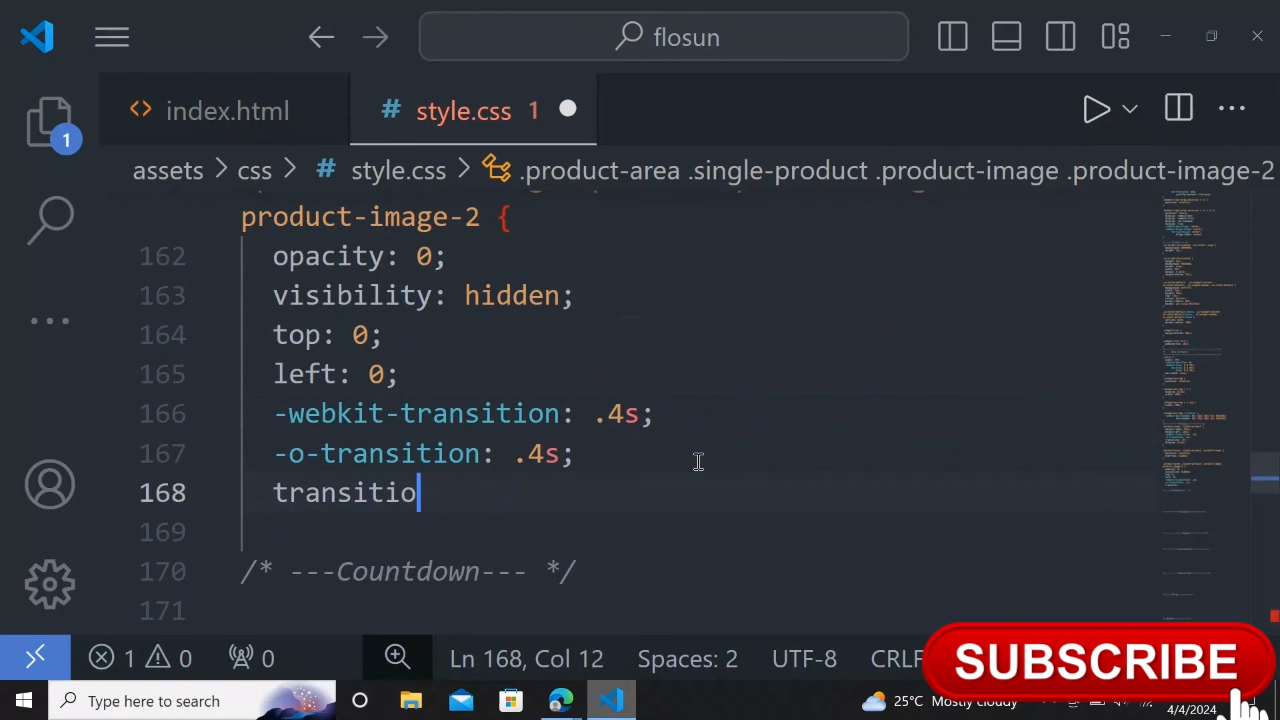 flosun
index.html
# style.css 1
1
assets > css > # style.css > .product-area .single-product .product-image .product-image-2
product-image-2 {
162 opacity: 0;
163 visibility: hidden;
164 top: 0;
165 left: 0;
166 -webkit-transition: .4s;
167 -o-transition: .4s;
168 transitio
169
170 /* ---Countdown--- */
171
1 0 0 Ln 168, Col 12 Spaces: 2 UTF-8 CRLF
SUBSCRIBE
Type here to search
25°C Mostly cloudy
4/4/2024